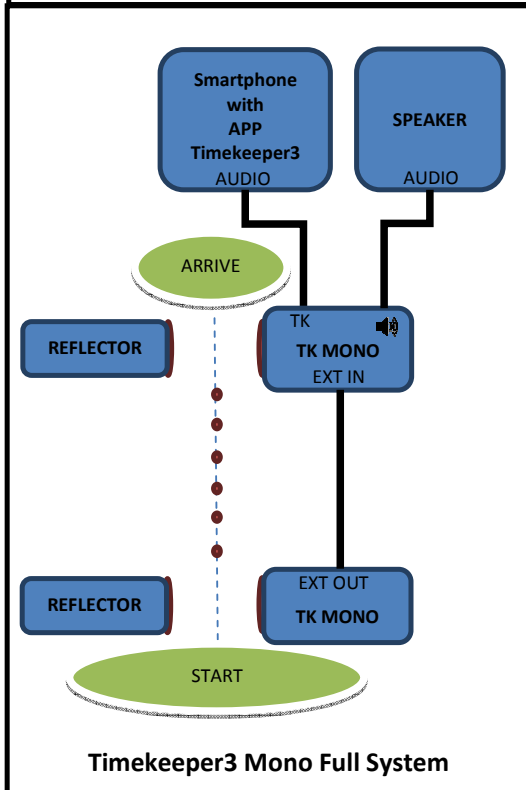 Smartphone
with
APP
Timekeeper3
AUDIO
SPEAKER
AUDIO
ARRIVE
REFLECTOR
TK
TK MONO
EXT IN
REFLECTOR
EXT OUT
TK MONO
START
Timekeeper3 Mono Full System